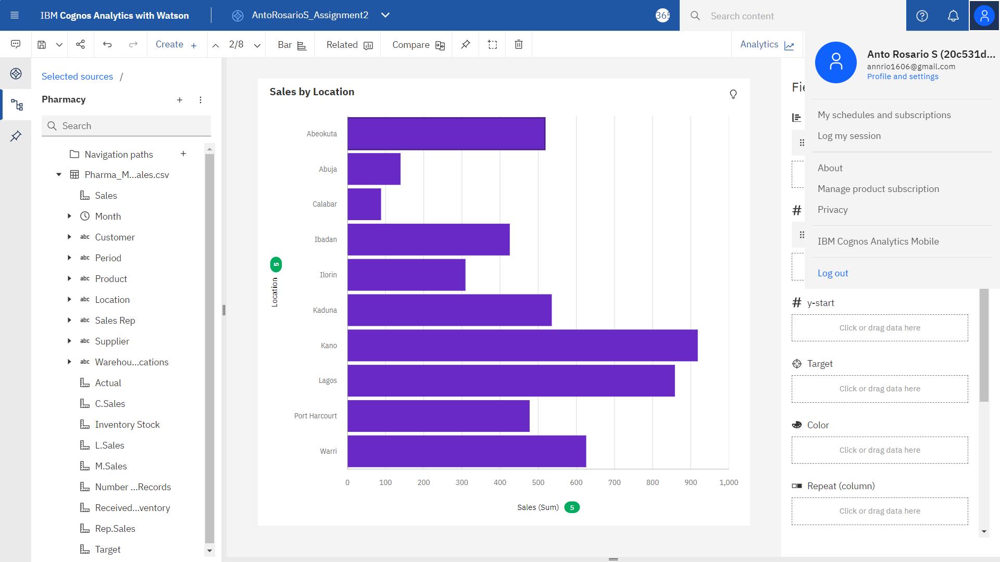 IBM Cognos Analytics with Watson
AntoRosarioS_Assignment2
365
Search content
Create
2/8
Bar
Related
Compare
Analytics
Anto Rosario S (20c531d...
annrio1606@gmail.com
Profile and settings
My schedules and subscriptions
Log my session
About
Manage product subscription
Privacy
IBM Cognos Analytics Mobile
Log out
Selected sources /
Pharmacy
Search
Navigation paths
Pharma_M...ales.csv
Sales
Month
abc Customer
abc Period
abc Product
abc Location
abc Sales Rep
abc Supplier
abc Warehou...cations
Actual
C.Sales
Inventory Stock
L.Sales
M.Sales
Number ...Records
Received...ventory
Rep.Sales
Target
Sales by Location
Abeokuta
Abuja
Calabar
Ibadan
Ilorin
Kaduna
Kano
Lagos
Port Harcourt
Warri
Location 5
0 100 200 300 400 500 600 700 800 900 1,000
Sales (Sum) 5
Fie
#
# y-start
Click or drag data here
Target
Click or drag data here
Color
Click or drag data here
Repeat (column)
Click or drag data here